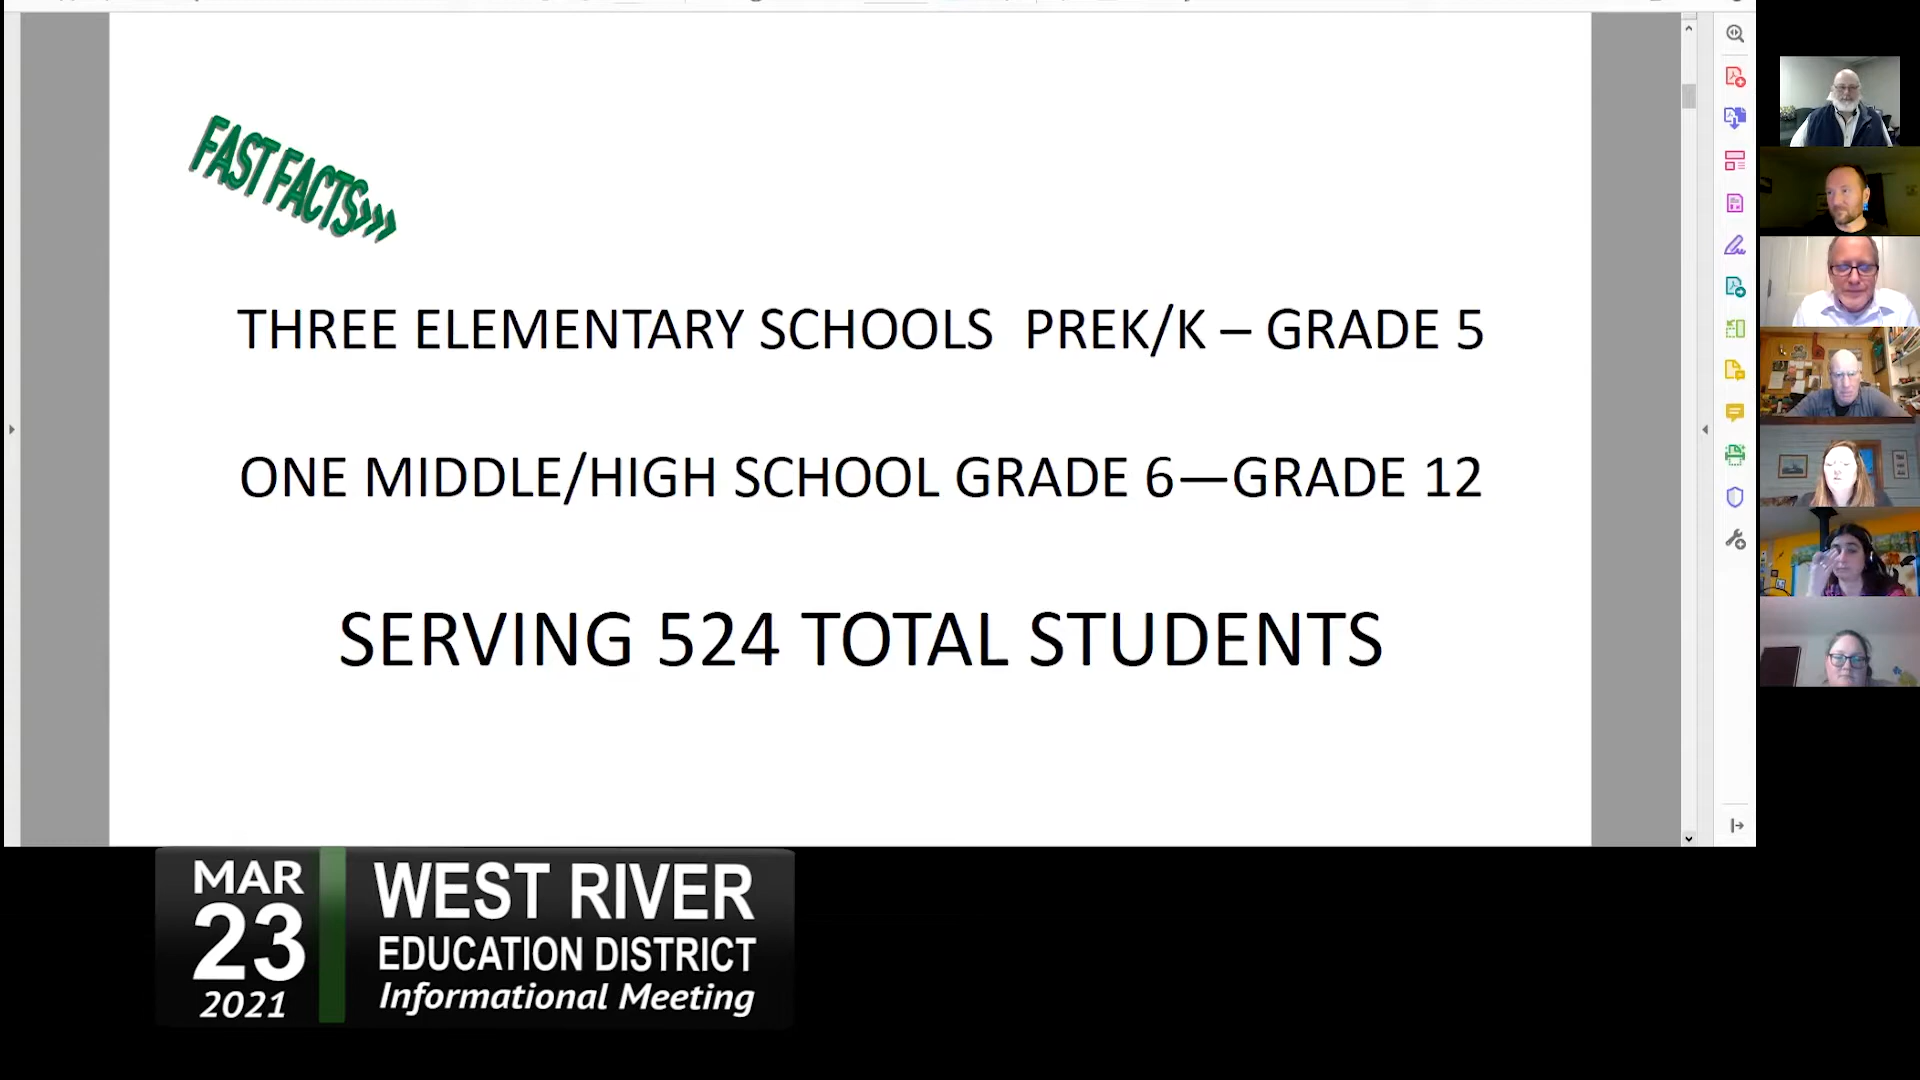 FAST FACTS>>>
THREE ELEMENTARY SCHOOLS  PREK/K – GRADE 5
ONE MIDDLE/HIGH SCHOOL GRADE 6—GRADE 12
SERVING 524 TOTAL STUDENTS
MAR
23
2021
WEST RIVER
EDUCATION DISTRICT
Informational Meeting